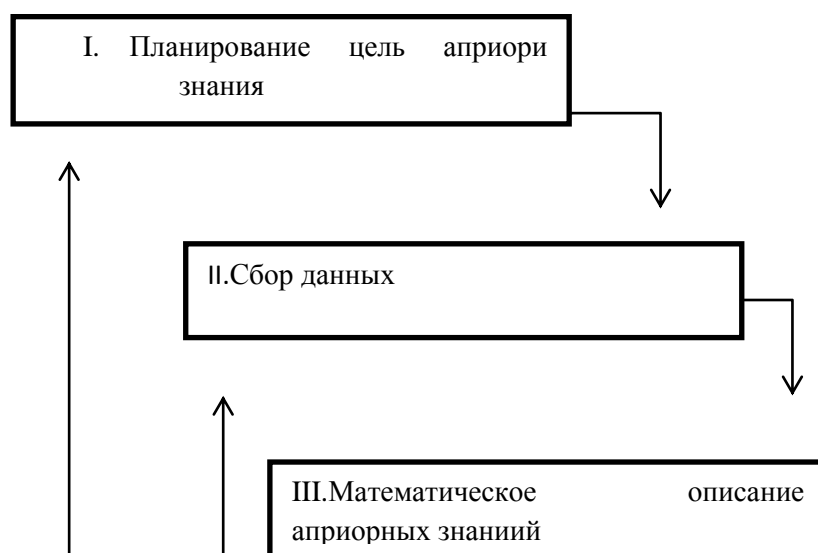 I. Планирование цель априори
знания
II.Сбор данных
III.Математическое описание
априорных знаниий